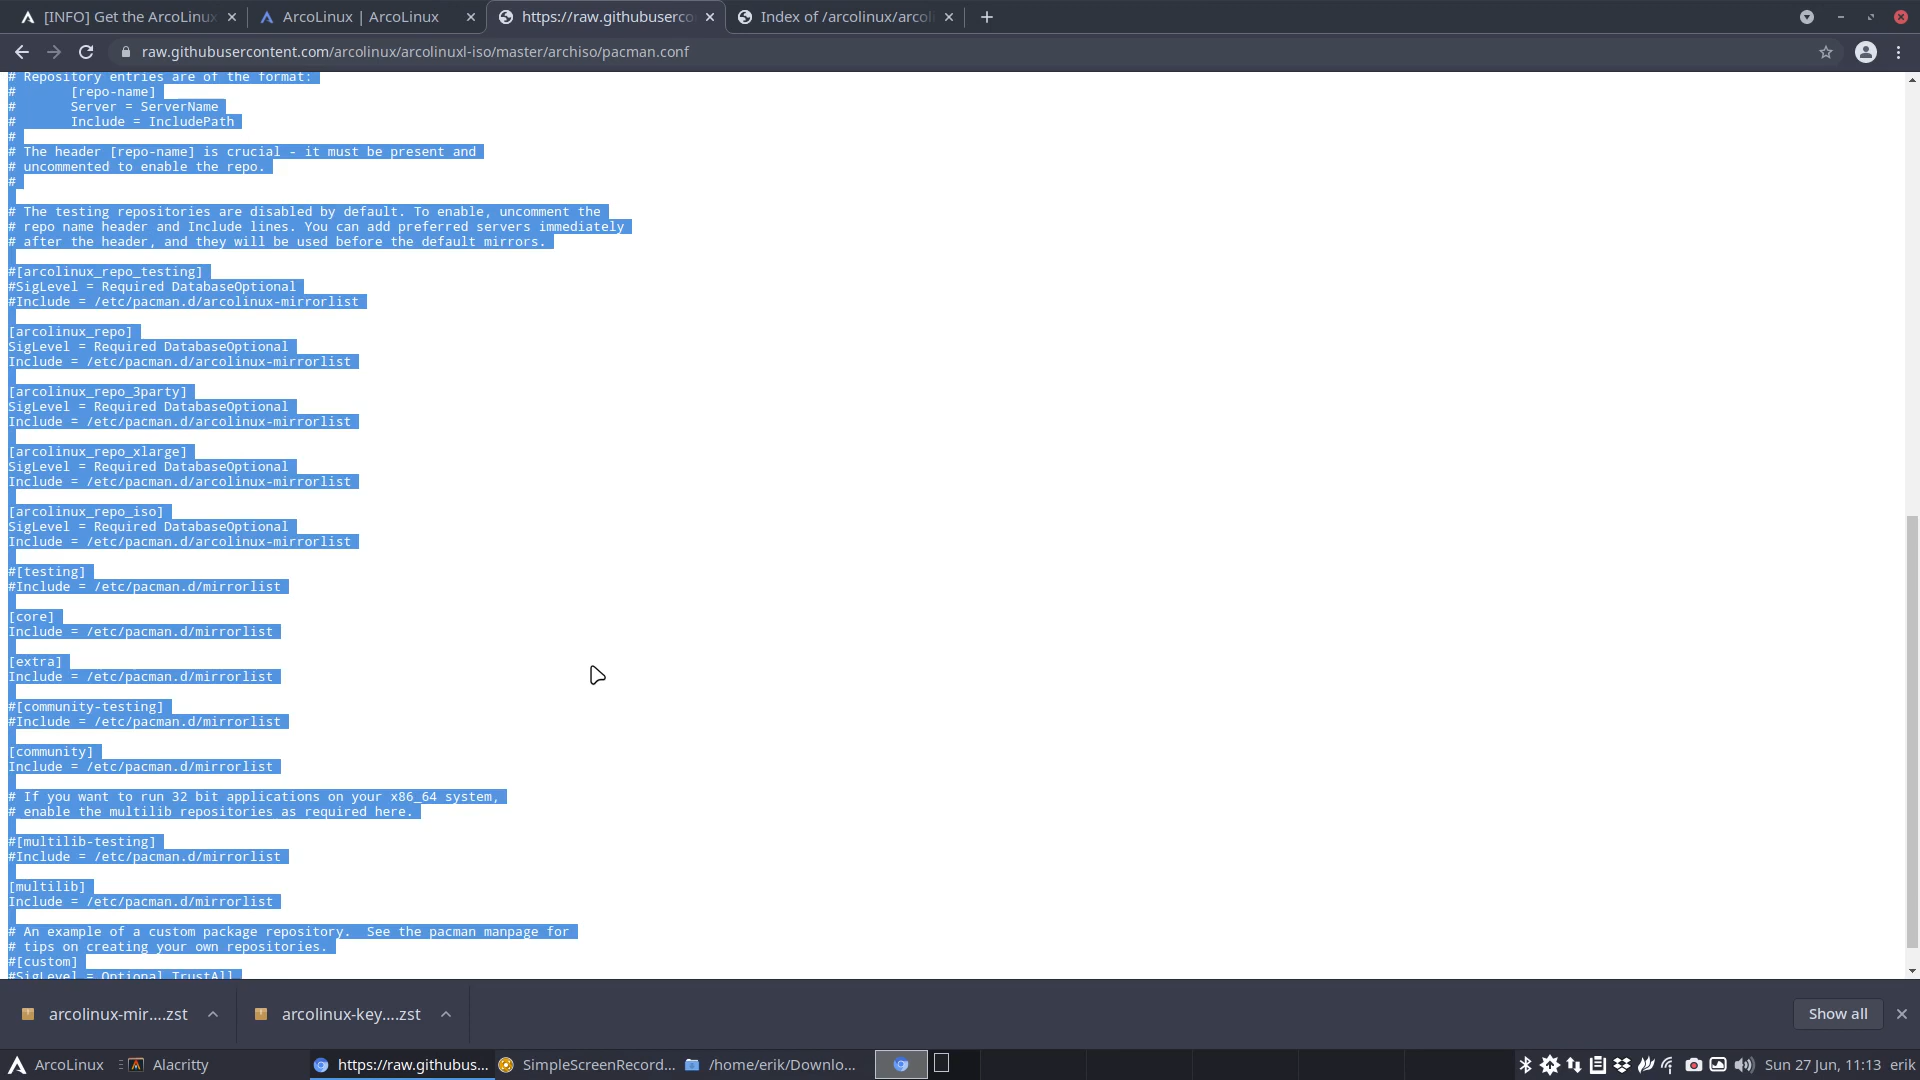 [INFO] Get the ArcoLinux
ArcoLinux | ArcoLinux
https://raw.githubuserco
Index of /arcolinux/arcoli
raw.githubusercontent.com/arcolinux/arcolinuxl-iso/master/archiso/pacman.conf
# Repository entries are of the format:
#       [repo-name]
#       Server = ServerName
#       Include = IncludePath
#
# The header [repo-name] is crucial - it must be present and
# uncommented to enable the repo.
#
# The testing repositories are disabled by default. To enable, uncomment the
# repo name header and Include lines. You can add preferred servers immediately
# after the header, and they will be used before the default mirrors.
#[arcolinux_repo_testing]
#SigLevel = Required DatabaseOptional
#Include = /etc/pacman.d/arcolinux-mirrorlist
[arcolinux_repo]
SigLevel = Required DatabaseOptional
Include = /etc/pacman.d/arcolinux-mirrorlist
[arcolinux_repo_3party]
SigLevel = Required DatabaseOptional
Include = /etc/pacman.d/arcolinux-mirrorlist
[arcolinux_repo_xlarge]
SigLevel = Required DatabaseOptional
Include = /etc/pacman.d/arcolinux-mirrorlist
[arcolinux_repo_iso]
SigLevel = Required DatabaseOptional
Include = /etc/pacman.d/arcolinux-mirrorlist
#[testing]
#Include = /etc/pacman.d/mirrorlist
[core]
Include = /etc/pacman.d/mirrorlist
[extra]
Include = /etc/pacman.d/mirrorlist
#[community-testing]
#Include = /etc/pacman.d/mirrorlist
[community]
Include = /etc/pacman.d/mirrorlist
# If you want to run 32 bit applications on your x86_64 system,
# enable the multilib repositories as required here.
#[multilib-testing]
#Include = /etc/pacman.d/mirrorlist
[multilib]
Include = /etc/pacman.d/mirrorlist
# An example of a custom package repository.  See the pacman manpage for
# tips on creating your own repositories.
#[custom]
#SigLevel = Optional TrustAll
arcolinux-mir....zst
arcolinux-key....zst
Show all
ArcoLinux
Alacritty
https://raw.githubus...
SimpleScreenRecord...
/home/erik/Downlo...
Sun 27 Jun, 11:13
erik